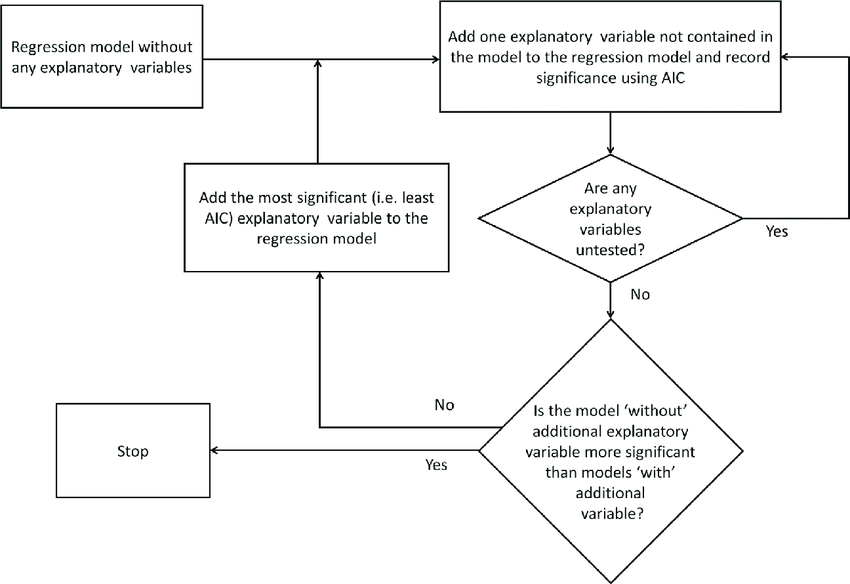 Regression model without
any explanatory variables
Add one explanatory variable not contained in
the model to the regression model and record
significance using AIC
Add the most significant (i.e. least
AIC) explanatory variable to the
regression model
Are any
explanatory
variables
untested?
Yes
No
Is the model ‘without’
additional explanatory
variable more significant
than models ‘with’
additional
variable?
No
Yes
Stop